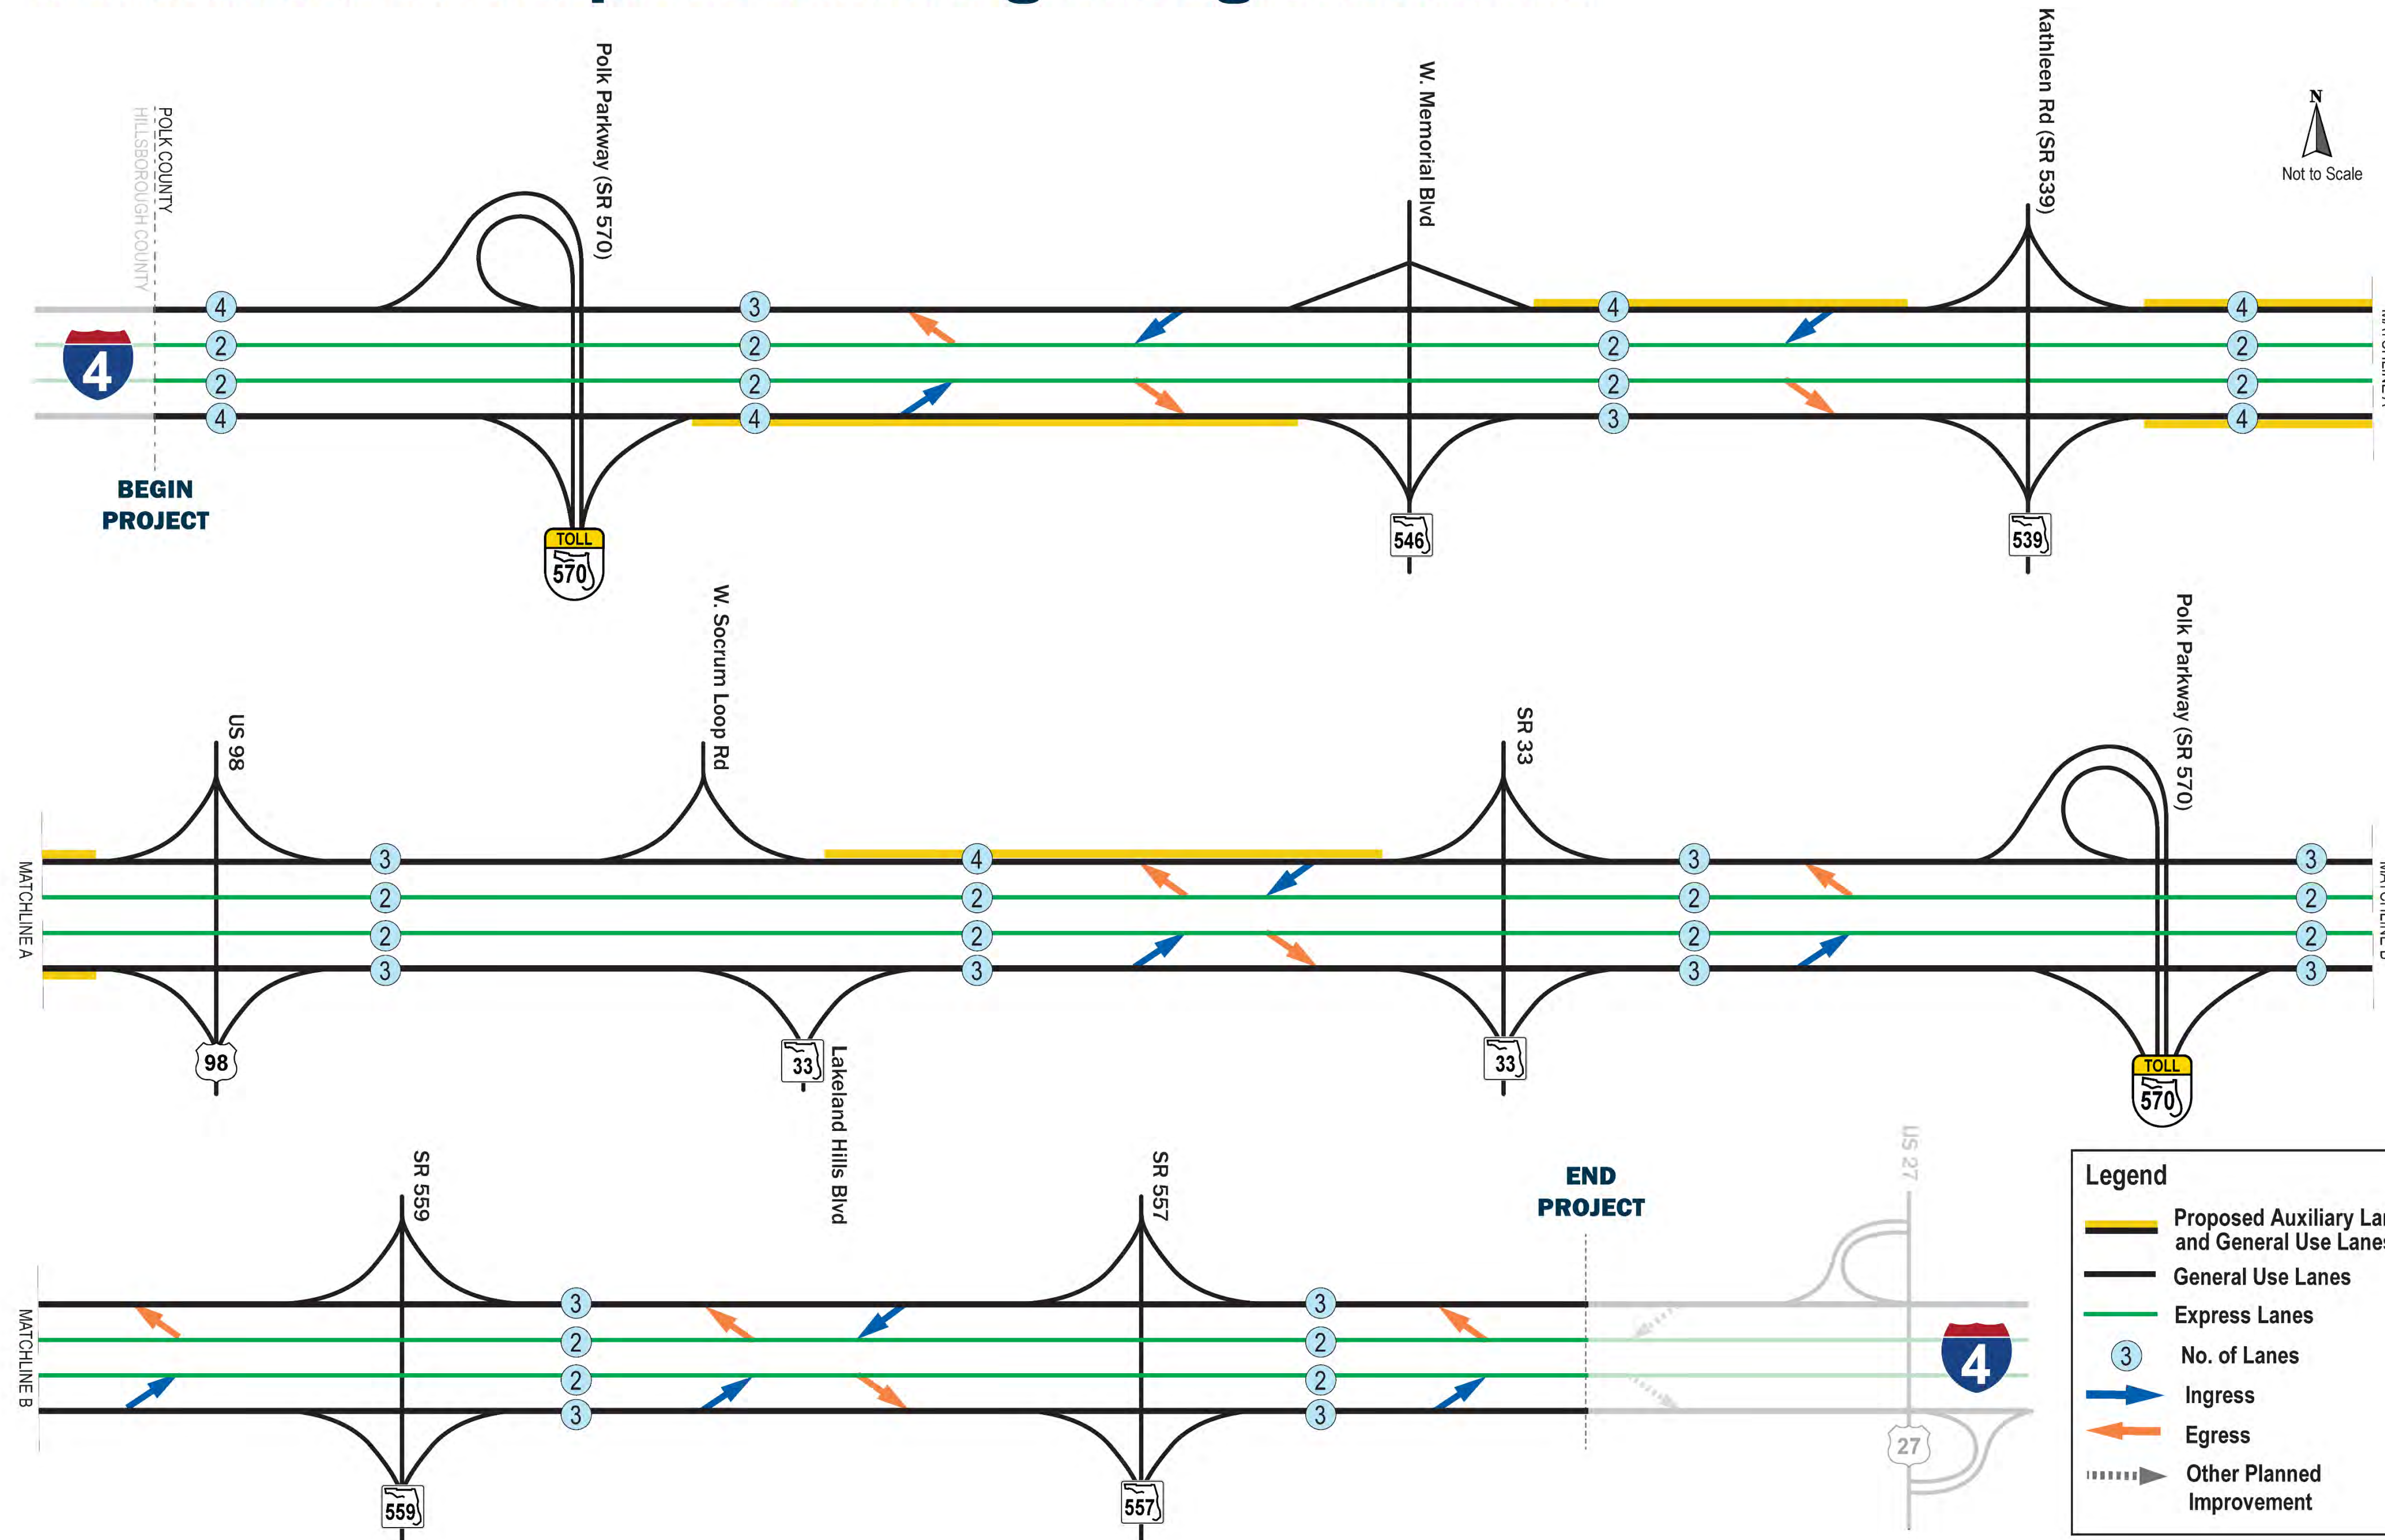 Polk Parkway (SR 570)
W. Memorial Blvd
Kathleen Rd (SR 539)
N
Not to Scale
HILLSBOROUGH COUNTY
POLK COUNTY
4
3
4
4
2
2
2
2
4
2
2
2
2
4
4
3
4
BEGIN
PROJECT
TOLL
570
546
539
US 98
W. Socrum Loop Rd
SR 33
Polk Parkway (SR 570)
MATCHLINE A
3
4
3
3
2
2
2
2
2
2
2
2
3
3
3
3
98
33
Lakeland Hills Blvd
33
TOLL
570
SR 559
SR 557
END
PROJECT
US 27
MATCHLINE B
3
3
2
2
4
2
2
3
3
559
557
27
Legend
Proposed Auxiliary
and General Use
General Use Lanes
Express Lanes
3
No. of Lanes
Ingress
Egress
Other Planned
Improvement